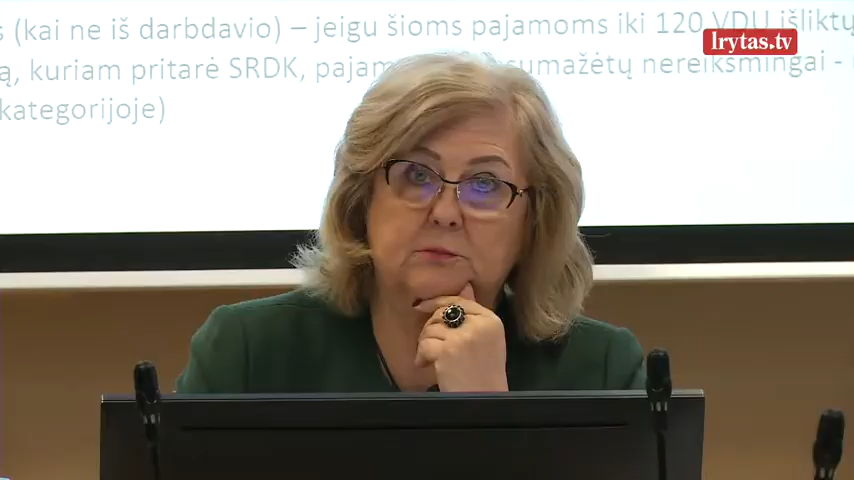 s (kai ne iš darbdavio) – jeigu šioms pajamoms iki 120 VDU išliktų
lrytas.tv
ą, kuriam pritarė SRDK, sumažėtų nereikšmingai -
kategorijoje)